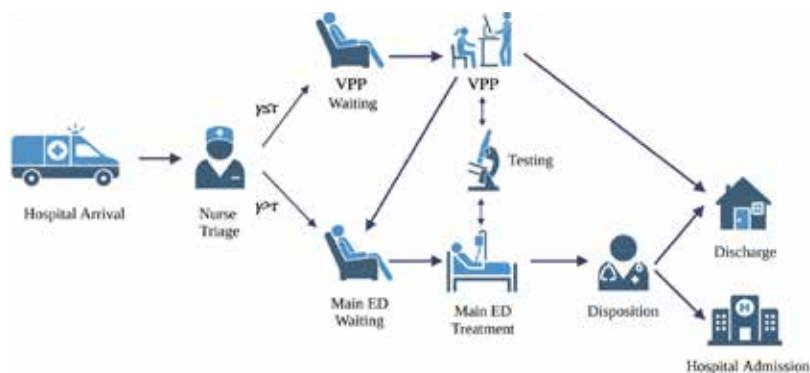 VPP
Waiting
VPP
γ≤τ
Testing
Hospital Arrival
Nurse
Triage
γ>τ
Main ED
Waiting
Main ED
Treatment
Disposition
Discharge
H
Hospital Admission